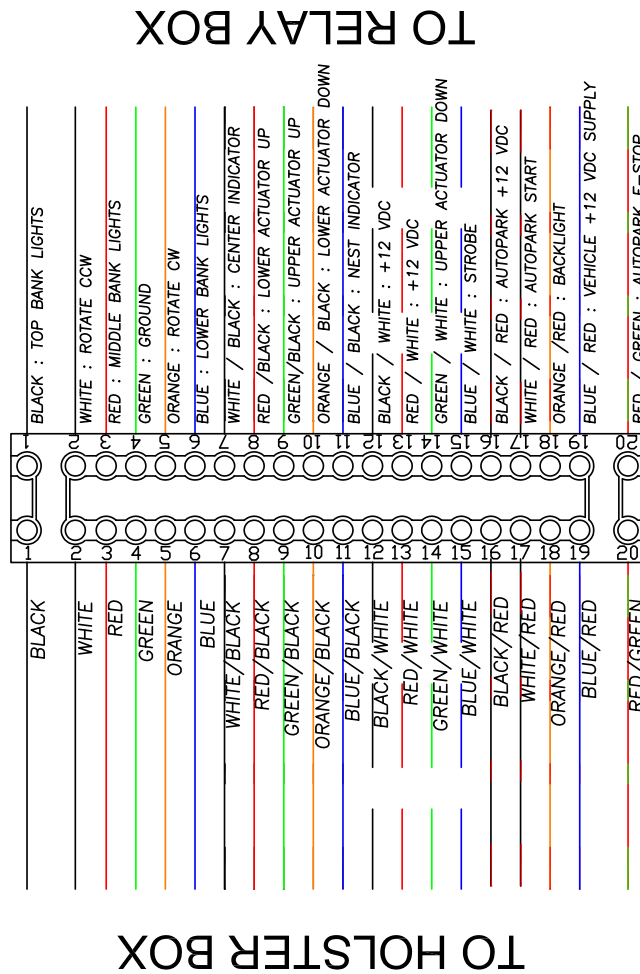 TO RELAY BOX
BLACK : TOP BANK LIGHTS
WHITE : ROTATE CCW
RED : MIDDLE BANK LIGHTS
GREEN : GROUND
ORANGE : ROTATE CW
BLUE : LOWER BANK LIGHTS
WHITE / BLACK : CENTER INDICATOR
RED /BLACK : LOWER ACTUATOR UP
GREEN/BLACK : UPPER ACTUATOR UP
ORANGE / BLACK : LOWER ACTUATOR DOWN
BLUE / BLACK : NEST INDICATOR
BLACK / WHITE : +12 VDC
RED / WHITE : +12 VDC
GREEN / WHITE : UPPER ACTUATOR DOWN
BLUE / WHITE : STROBE
BLACK / RED : AUTOPARK +12 VDC
WHITE / RED : AUTOPARK START
ORANGE /RED : BACKLIGHT
BLUE / RED : VEHICLE +12 VDC SUPPLY
RED / GREEN : AUTOPARK E-STOP
1 2 3 4 5 6 7 8 9 10 11 12 13 14 15 16 17 18 19 20
1 2 3 4 5 6 7 8 9 10 11 12 13 14 15 16 17 18 19 20
BLACK
WHITE
RED
GREEN
ORANGE
BLUE
WHITE/BLACK
RED/BLACK
GREEN/BLACK
ORANGE/BLACK
BLUE/BLACK
BLACK/WHITE
RED/WHITE
GREEN/WHITE
BLUE/WHITE
BLACK/RED
WHITE/RED
ORANGE/RED
BLUE/RED
RED/GREEN
TO HOLSTER BOX